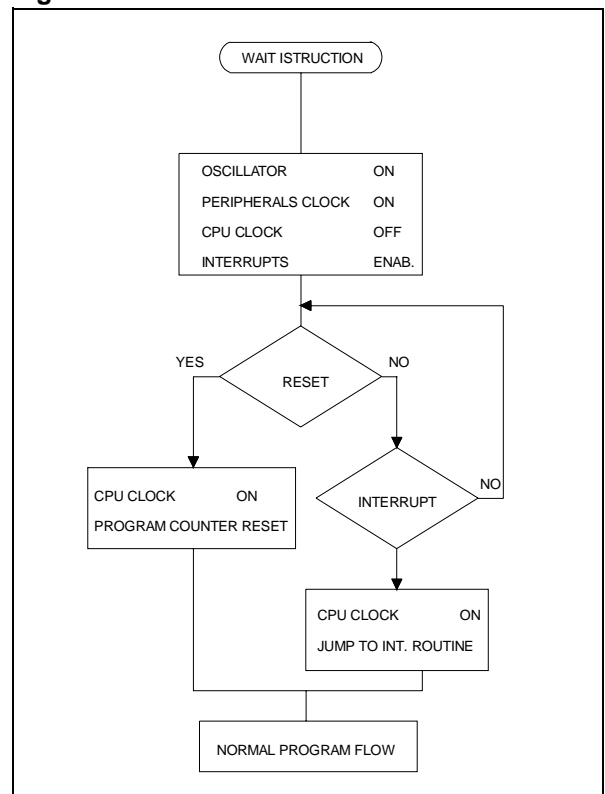 WAIT ISTRUCTION
OSCILLATOR ON
PERIPHERALS CLOCK ON
CPU CLOCK OFF
INTERRUPTS ENAB.
YES
NO
RESET
CPU CLOCK ON
PROGRAM COUNTER RESET
INTERRUPT
NO
CPU CLOCK ON
JUMP TO INT. ROUTINE
NORMAL PROGRAM FLOW